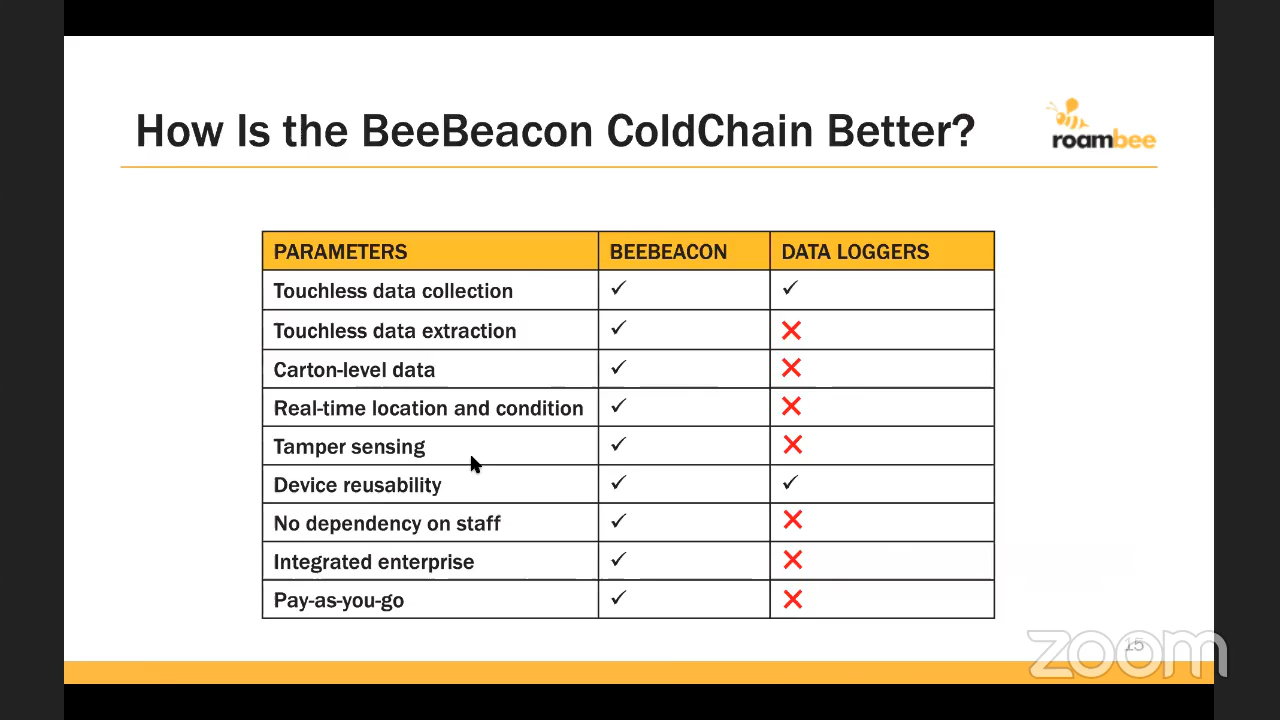 How Is the BeeBeacon ColdChain Better?
roambee
PARAMETERS BEEBEACON DATA LOGGERS
Touchless data collection ✓ ✓
Touchless data extraction ✓ ✕
Carton-level data ✓ ✕
Real-time location and condition ✓ ✕
Tamper sensing ✓ ✕
Device reusability ✓ ✓
No dependency on staff ✓ ✕
Integrated enterprise ✓ ✕
Pay-as-you-go ✓ ✕
15
zoom